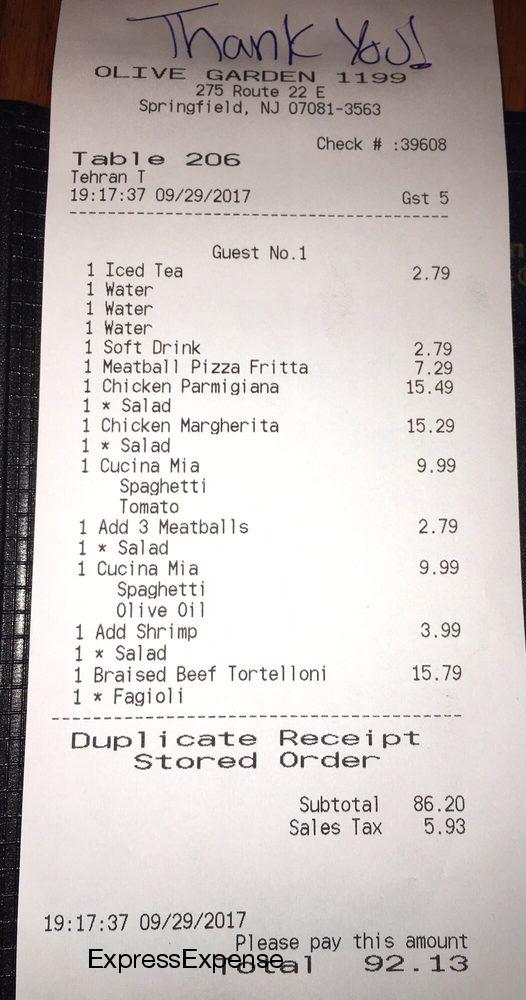 Thank You!
OLIVE GARDEN 1199
275 Route 22 E
Springfield, NJ 07081-3563
Check # :39608
Table 206
Tehran T
19:17:37 09/29/2017 Gst 5
Guest No.1
1 Iced Tea 2.79
1 Water
1 Water
1 Water
1 Soft Drink 2.79
1 Meatball Pizza Fritta 7.29
1 Chicken Parmigiana 15.49
1 * Salad
1 Chicken Margherita 15.29
1 * Salad
1 Cucina Mia 9.99
Spaghetti
Tomato
1 Add 3 Meatballs 2.79
1 * Salad
1 Cucina Mia 9.99
Spaghetti
Olive Oil
1 Add Shrimp 3.99
1 * Salad
1 Braised Beef Tortelloni 15.79
1 * Fagioli
Duplicate Receipt
Stored Order
Subtotal 86.20
Sales Tax 5.93
19:17:37 09/29/2017
Please pay this amount
ExpressExpense
Total 92.13